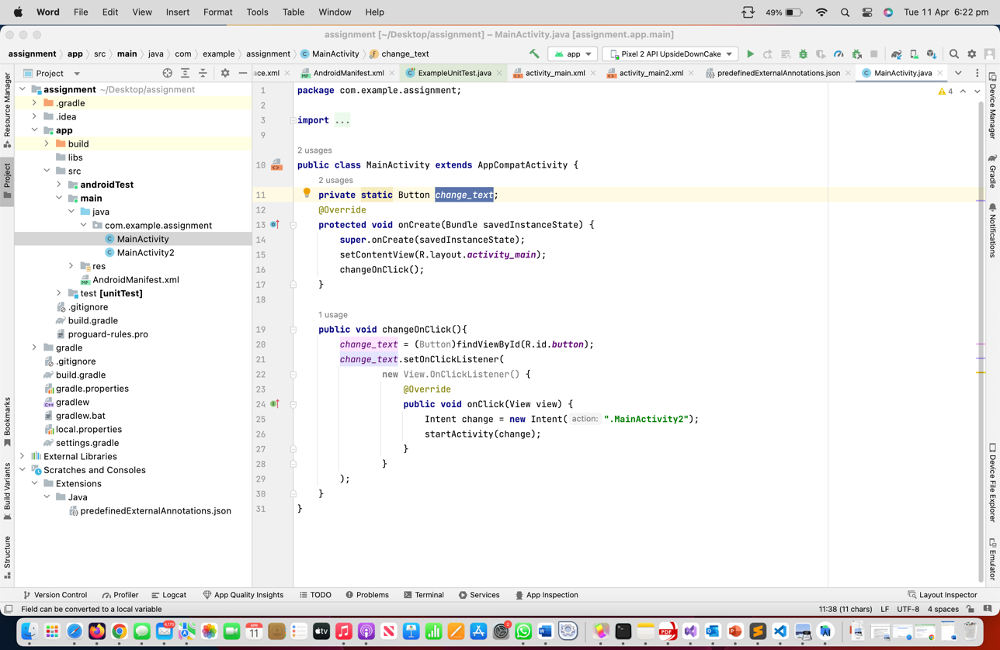 Word File Edit View Insert Format Tools Table Window Help 49% Tue 11 Apr 6:22 pm
assignment [~/Desktop/assignment] – MainActivity.java [assignment.app.main]
assignment app src main java com example assignment MainActivity change_text app Pixel 2 API UpsideDownCake
Project ace.xml AndroidManifest.xml ExampleUnitTest.java activity_main.xml activity_main2.xml predefinedExternalAnnotations.json MainActivity.java
Resource Manager
Project
Bookmarks
Build Variants
Structure
assignment ~/Desktop/assignment
.gradle
.idea
app
build
libs
src
androidTest
main
java
com.example.assignment
MainActivity
MainActivity2
res
AndroidManifest.xml
test [unitTest]
.gitignore
build.gradle
proguard-rules.pro
gradle
.gitignore
build.gradle
gradle.properties
gradlew
gradlew.bat
local.properties
settings.gradle
External Libraries
Scratches and Consoles
Extensions
Java
predefinedExternalAnnotations.json
1 package com.example.assignment;
2
3 import ...
9
2 usages
10 public class MainActivity extends AppCompatActivity {
2 usages
11 private static Button change_text;
12 @Override
13 protected void onCreate(Bundle savedInstanceState) {
14 super.onCreate(savedInstanceState);
15 setContentView(R.layout.activity_main);
16 changeOnClick();
17 }
18
1 usage
19 public void changeOnClick(){
20 change_text = (Button)findViewById(R.id.button);
21 change_text.setOnClickListener(
22 new View.OnClickListener() {
23 @Override
24 public void onClick(View view) {
25 Intent change = new Intent( action: ".MainActivity2");
26 startActivity(change);
27 }
28 }
29 );
30 }
31 }
4
Device Manager
Gradle
Notifications
Device File Explorer
Emulator
Version Control Profiler Logcat App Quality Insights TODO Problems Terminal Services App Inspection Layout Inspector
Field can be converted to a local variable 11:38 (11 chars) LF UTF-8 4 spaces
4,170 APR 11 tv 2 PDF